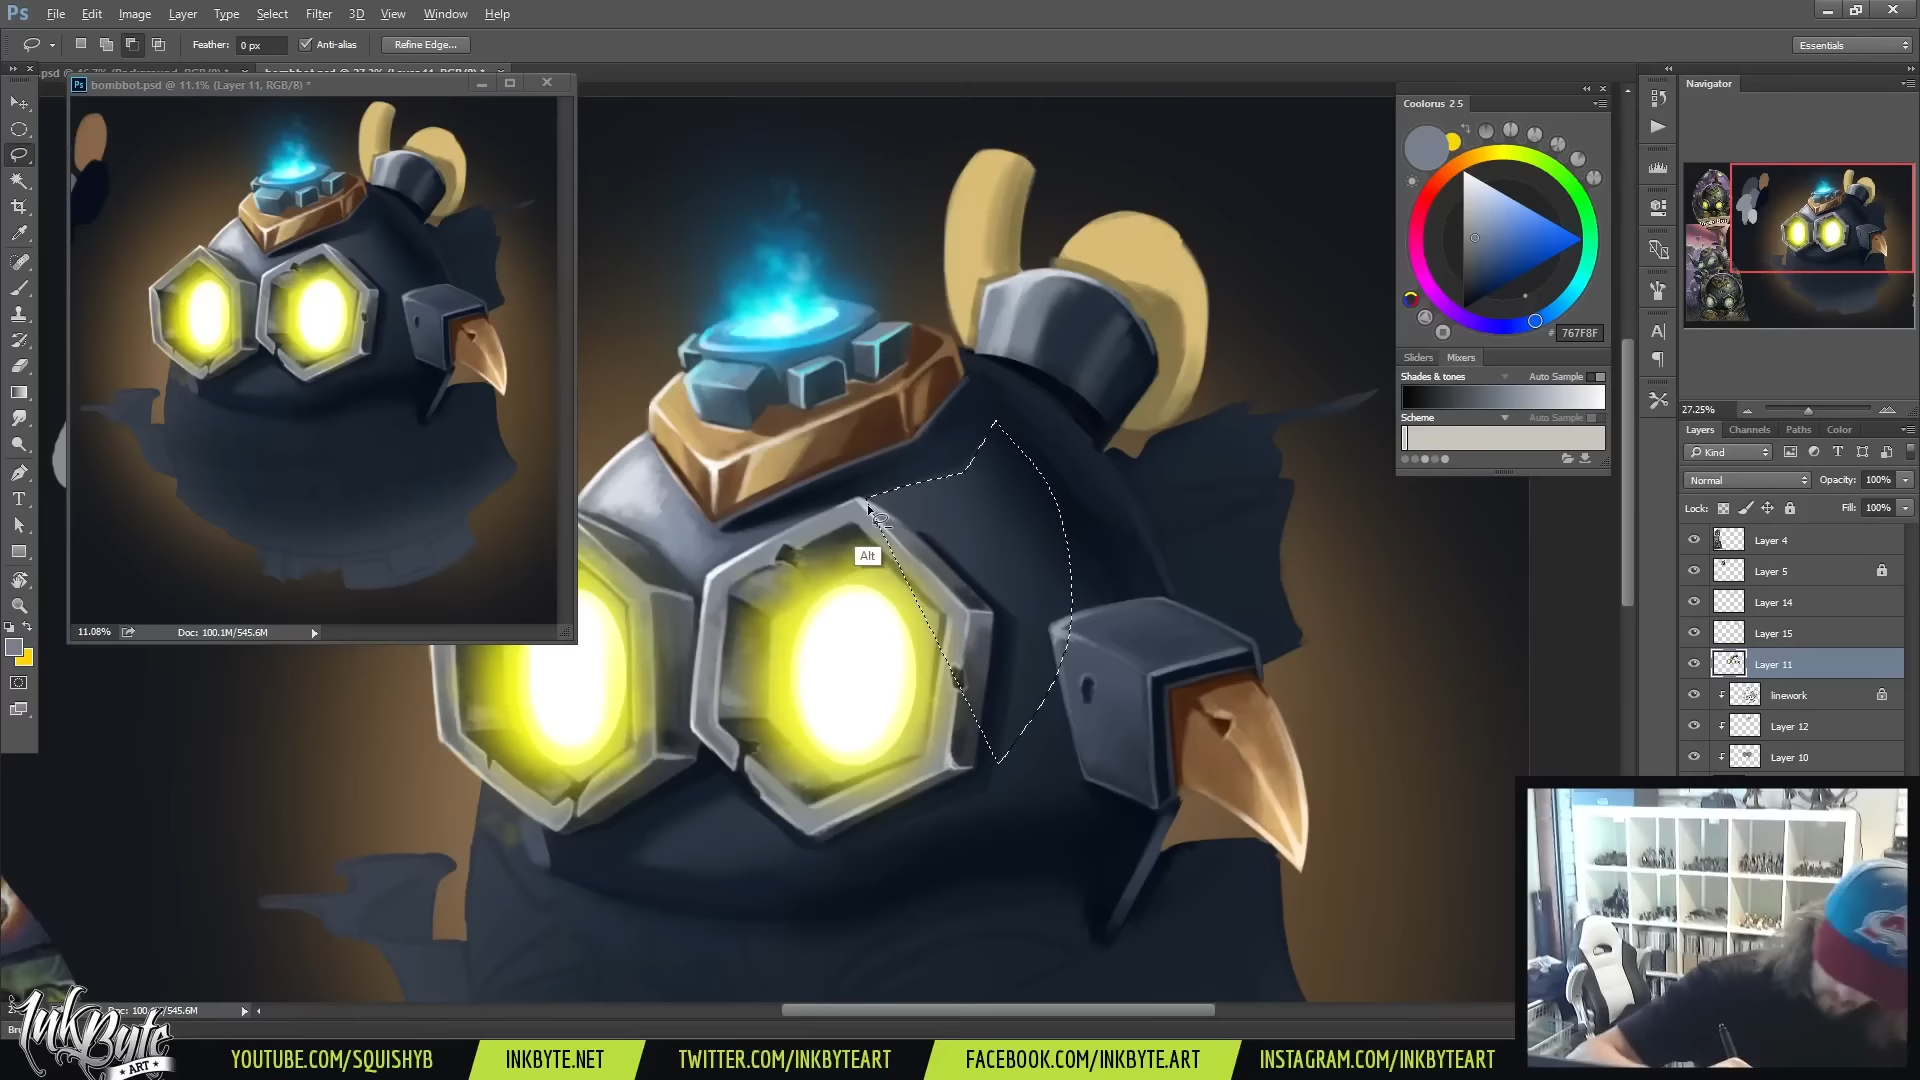 Ps File Edit Image Layer Type Select Filter 3D View Window Help
Feather: 0 px Anti-alias Refine Edge... Essentials
bombbot.psd @ 11.1% (Layer 11, RGB/8) *
Coolorus 2.5
Navigator
# 767F8F
Sliders Mixers
Shades & tones Auto Sample
Scheme Auto Sample
27.25%
Layers Channels Paths Color
Kind
Normal Opacity: 100%
Lock: Fill: 100%
Layer 4
Layer 5
Layer 14
Layer 15
Layer 11
linework
Layer 12
Layer 10
Alt
11.08% Doc: 100.1M/545.6M
InkByte
ART
YOUTUBE.COM/SQUISHYB INKBYTE.NET TWITTER.COM/INKBYTEART FACEBOOK.COM/INKBYTE.ART INSTAGRAM.COM/INKBYTEART